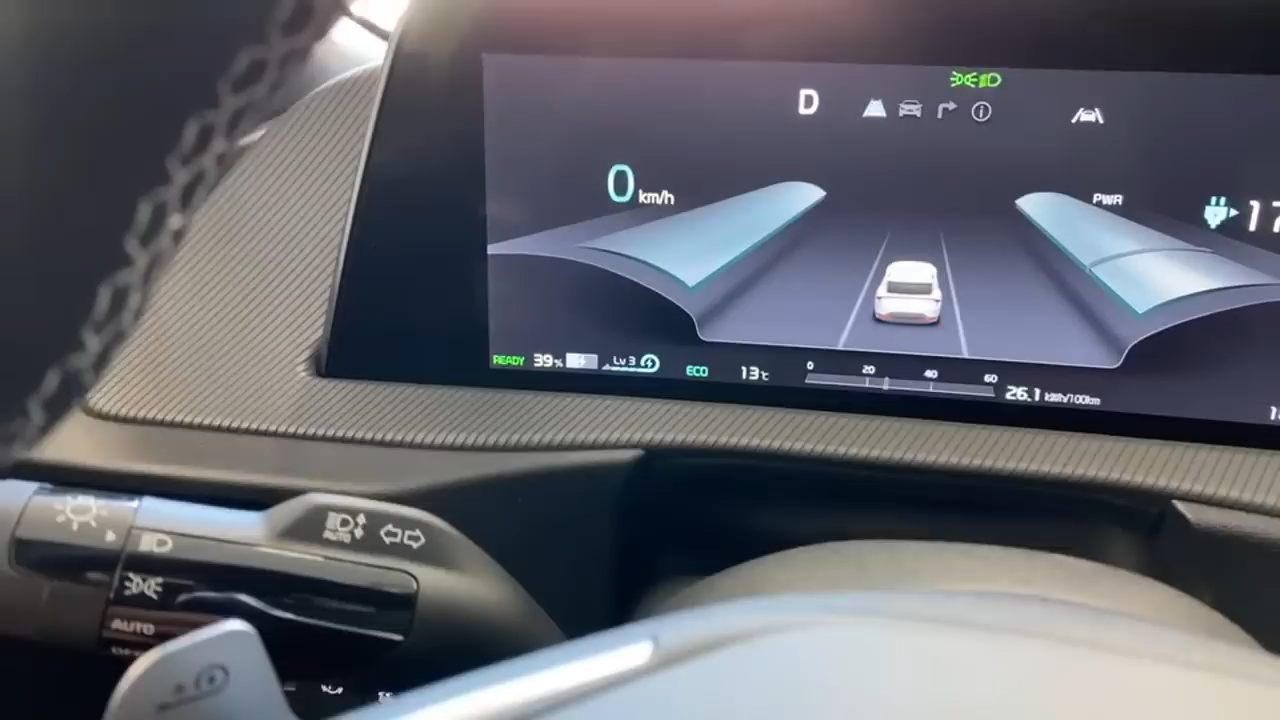 D
0 km/h
PWR
17
READY 39% Lv 3 ECO 13℃ 0 20 40 60 26.1 kWh/100km
AUTO
AUTO